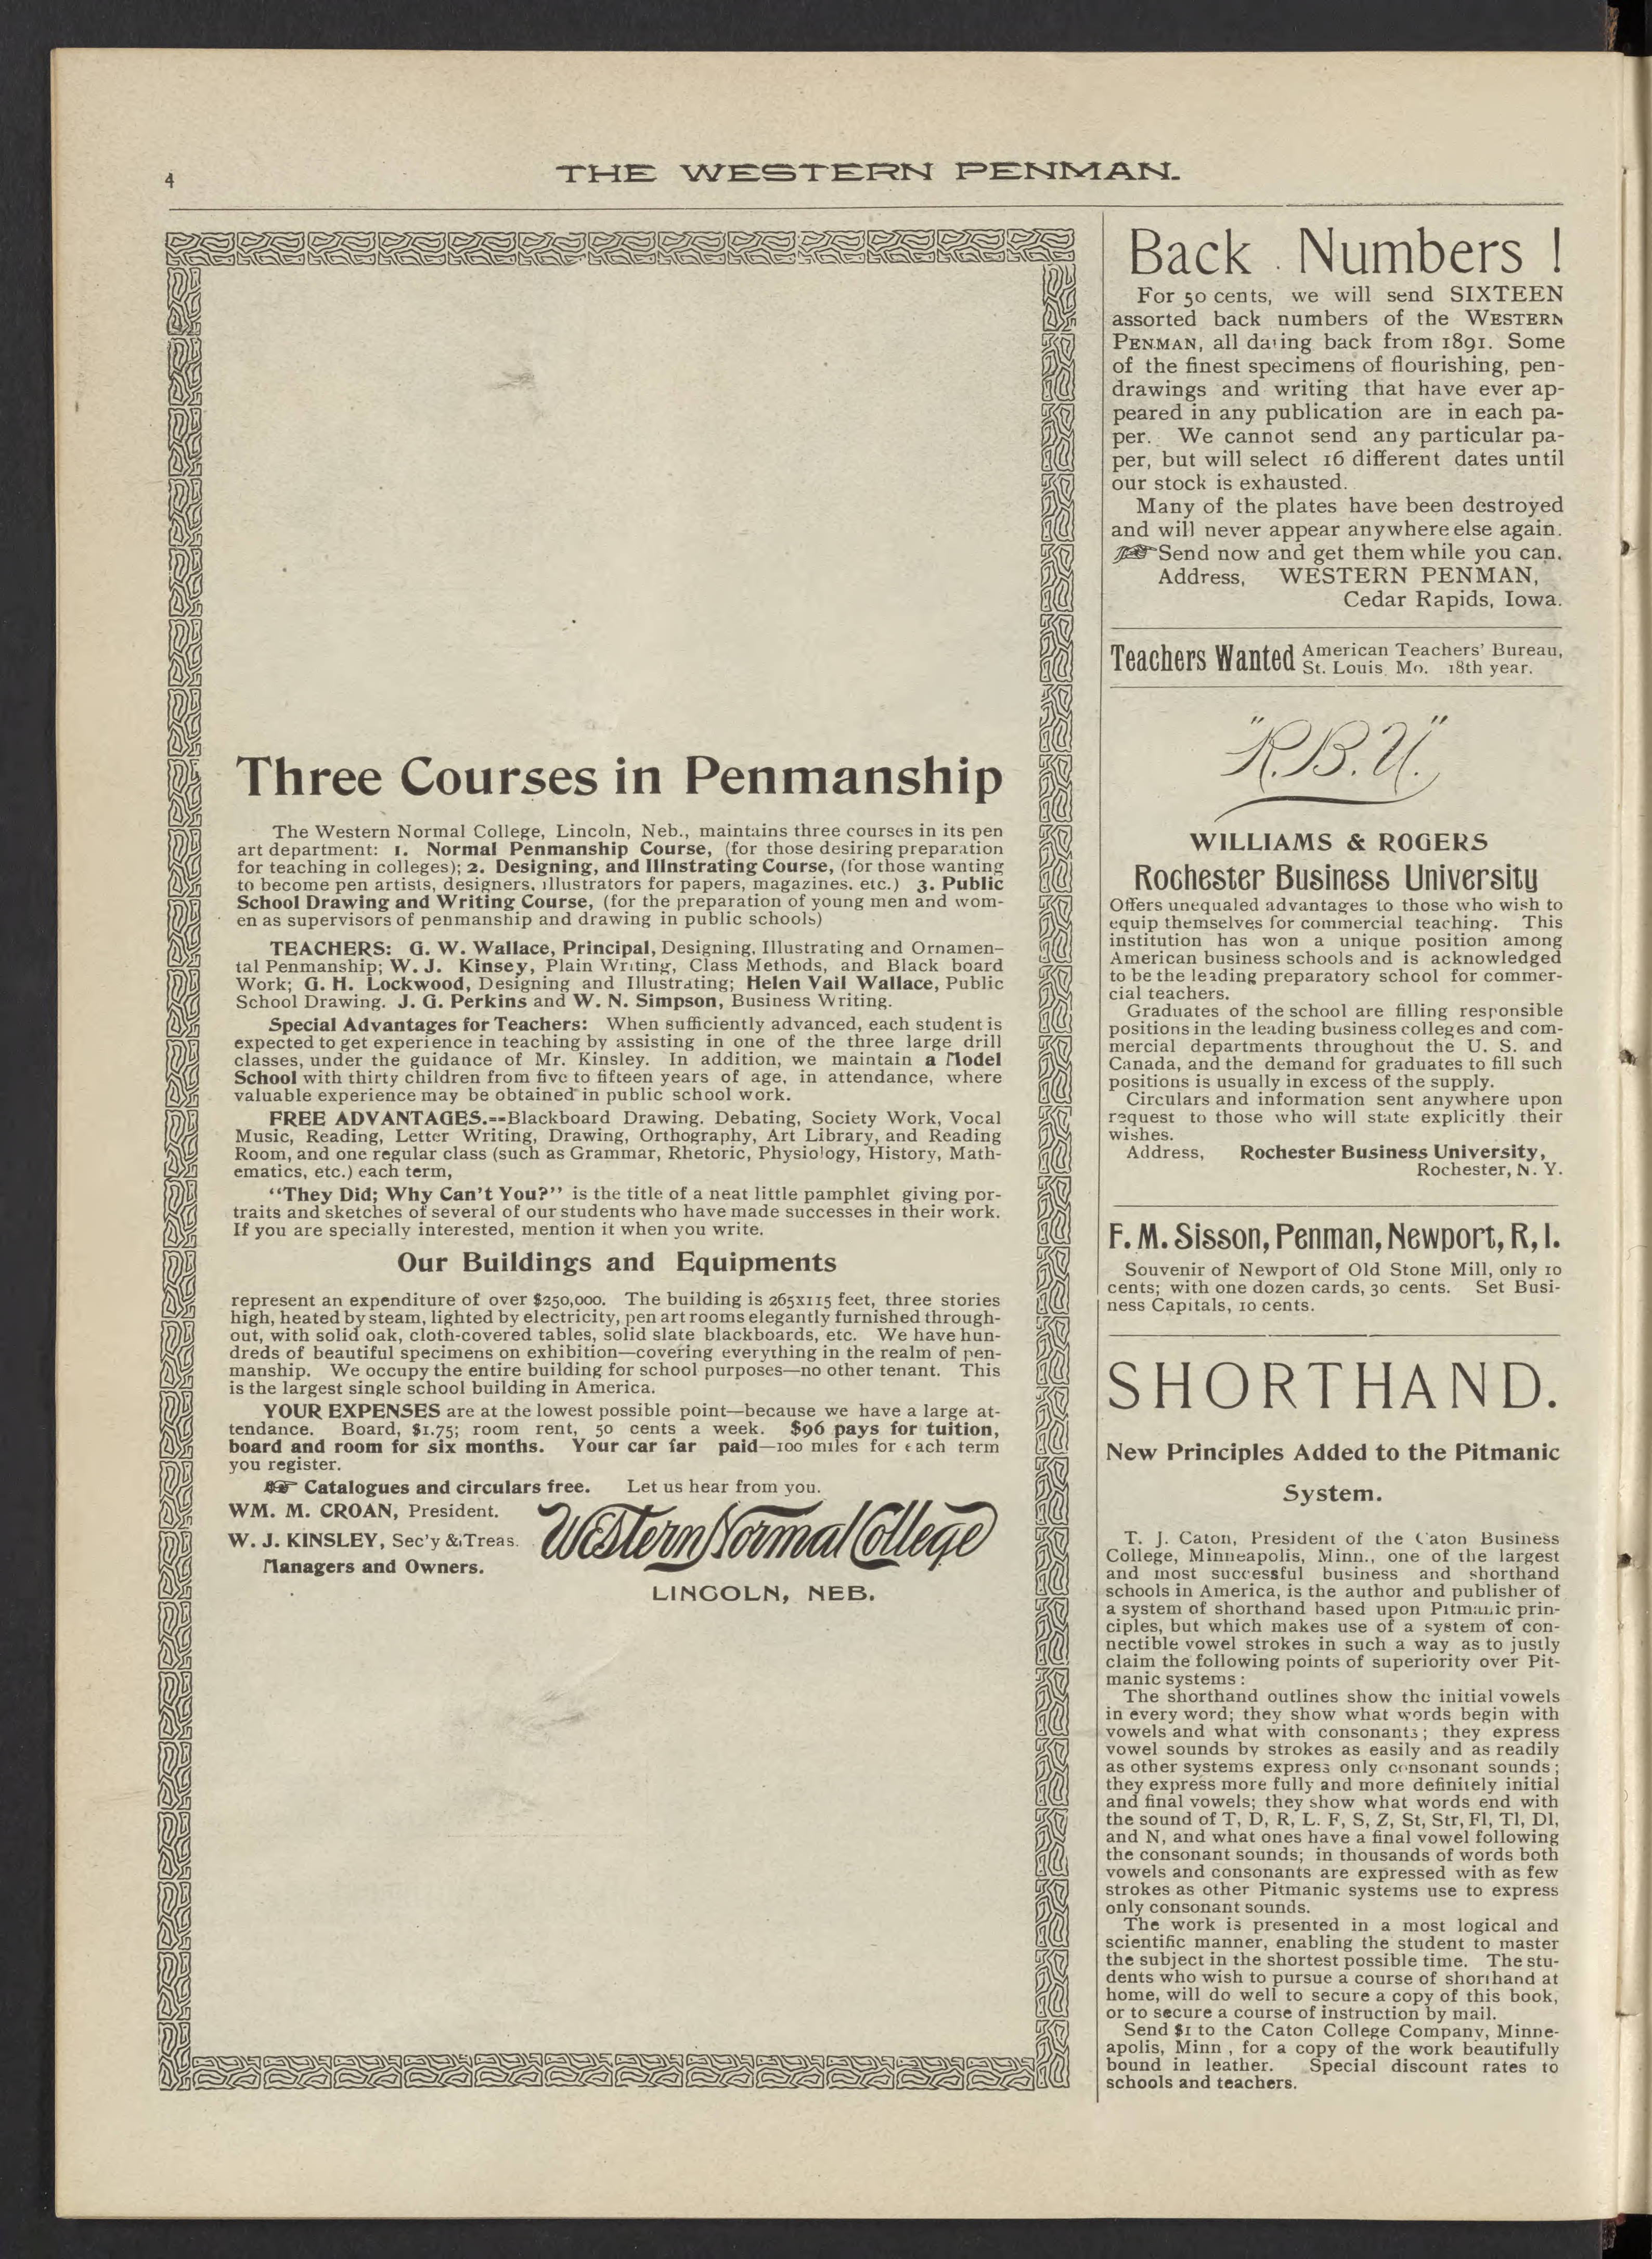 4
THE WESTERN PENMAN.
Three Courses in Penmanship
The Western Normal College, Lincoln, Neb., maintains three courses in its pen
art department: 1. Normal Penmanship Course, (for those desiring preparation
for teaching in colleges); 2. Designing, and Illnstrating Course, (for those wanting
to become pen artists, designers, illustrators for papers, magazines, etc.) 3. Public
School Drawing and Writing Course, (for the preparation of young men and wom-
en as supervisors of penmanship and drawing in public schools)
TEACHERS: G. W. Wallace, Principal, Designing, Illustrating and Ornamen-
tal Penmanship; W. J. Kinsey, Plain Writing, Class Methods, and Black board
Work; G. H. Lockwood, Designing and Illustrating; Helen Vail Wallace, Public
School Drawing. J. G. Perkins and W. N. Simpson, Business Writing.
Special Advantages for Teachers: When sufficiently advanced, each student is
expected to get experience in teaching by assisting in one of the three large drill
classes, under the guidance of Mr. Kinsley. In addition, we maintain a Model
School with thirty children from five to fifteen years of age, in attendance, where
valuable experience may be obtained in public school work.
FREE ADVANTAGES.--Blackboard Drawing. Debating, Society Work, Vocal
Music, Reading, Letter Writing, Drawing, Orthography, Art Library, and Reading
Room, and one regular class (such as Grammar, Rhetoric, Physiology, History, Math-
ematics, etc.) each term,
"They Did; Why Can't You?" is the title of a neat little pamphlet giving por-
traits and sketches of several of our students who have made successes in their work.
If you are specially interested, mention it when you write.
Our Buildings and Equipments
represent an expenditure of over $250,000. The building is 265x115 feet, three stories
high, heated by steam, lighted by electricity, pen art rooms elegantly furnished through-
out, with solid oak, cloth-covered tables, solid slate blackboards, etc. We have hun-
dreds of beautiful specimens on exhibition—covering everything in the realm of pen-
manship. We occupy the entire building for school purposes—no other tenant. This
is the largest single school building in America.
YOUR EXPENSES are at the lowest possible point—because we have a large at-
tendance. Board, $1.75; room rent, 50 cents a week. $96 pays for tuition,
board and room for six months. Your car far paid—100 miles for each term
you register.
☞ Catalogues and circulars free. Let us hear from you.
WM. M. CROAN, President.
W. J. KINSLEY, Sec'y & Treas.
Managers and Owners.
Western Normal College
LINCOLN, NEB.
Back Numbers !
For 50 cents, we will send SIXTEEN
assorted back numbers of the WESTERN
PENMAN, all dating back from 1891. Some
of the finest specimens of flourishing, pen-
drawings and writing that have ever ap-
peared in any publication are in each pa-
per. We cannot send any particular pa-
per, but will select 16 different dates until
our stock is exhausted.
Many of the plates have been destroyed
and will never appear anywhere else again.
☞ Send now and get them while you can.
Address, WESTERN PENMAN,
Cedar Rapids, Iowa.
Teachers Wanted American Teachers' Bureau,
St. Louis, Mo. 18th year.
"R.B.U."
WILLIAMS & ROGERS
Rochester Business University
Offers unequaled advantages to those who wish to
equip themselves for commercial teaching. This
institution has won a unique position among
American business schools and is acknowledged
to be the leading preparatory school for commer-
cial teachers.
Graduates of the school are filling responsible
positions in the leading business colleges and com-
mercial departments throughout the U. S. and
Canada, and the demand for graduates to fill such
positions is usually in excess of the supply.
Circulars and information sent anywhere upon
request to those who will state explicitly their
wishes.
Address, Rochester Business University,
Rochester, N. Y.
F. M. Sisson, Penman, Newport, R, I.
Souvenir of Newport of Old Stone Mill, only 10
cents; with one dozen cards, 30 cents. Set Busi-
ness Capitals, 10 cents.
SHORTHAND.
New Principles Added to the Pitmanic
System.
T. J. Caton, President of the Caton Business
College, Minneapolis, Minn., one of the largest
and most successful business and shorthand
schools in America, is the author and publisher of
a system of shorthand based upon Pitmanic prin-
ciples, but which makes use of a system of con-
nectible vowel strokes in such a way as to justly
claim the following points of superiority over Pit-
manic systems :
The shorthand outlines show the initial vowels
in every word; they show what words begin with
vowels and what with consonants ; they express
vowel sounds by strokes as easily and as readily
as other systems express only consonant sounds ;
they express more fully and more definitely initial
and final vowels; they show what words end with
the sound of T, D, R, L. F, S, Z, St, Str, Fl, Tl, Dl,
and N, and what ones have a final vowel following
the consonant sounds; in thousands of words both
vowels and consonants are expressed with as few
strokes as other Pitmanic systems use to express
only consonant sounds.
The work is presented in a most logical and
scientific manner, enabling the student to master
the subject in the shortest possible time. The stu-
dents who wish to pursue a course of shorthand at
home, will do well to secure a copy of this book,
or to secure a course of instruction by mail.
Send $1 to the Caton College Company, Minne-
apolis, Minn , for a copy of the work beautifully
bound in leather. Special discount rates to
schools and teachers.